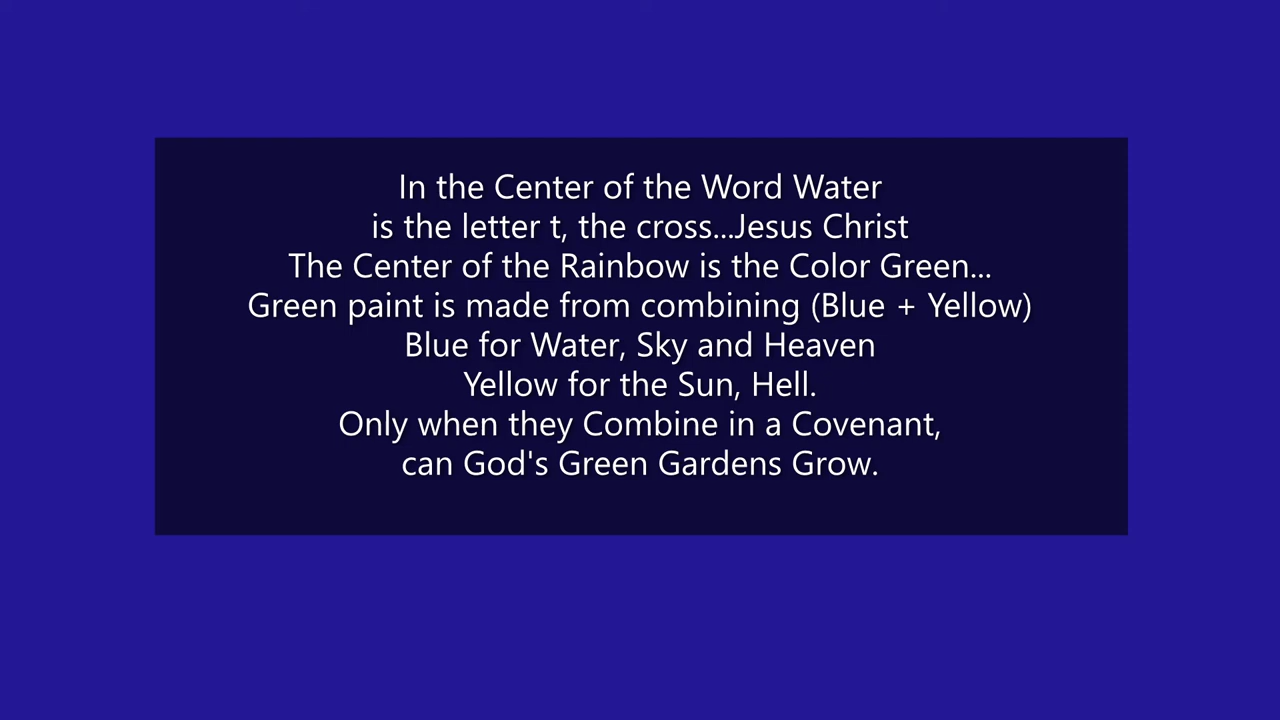 In the Center of the Word Water
is the letter t, the cross...Jesus Christ
The Center of the Rainbow is the Color Green...
Green paint is made from combining (Blue + Yellow)
Blue for Water, Sky and Heaven
Yellow for the Sun, Hell.
Only when they Combine in a Covenant,
can God's Green Gardens Grow.